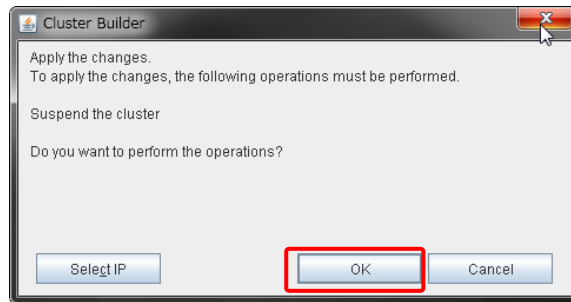 Cluster Builder
Apply the changes.
To apply the changes, the following operations must be performed.
Suspend the cluster
Do you want to perform the operations?
Select IP
OK
Cancel